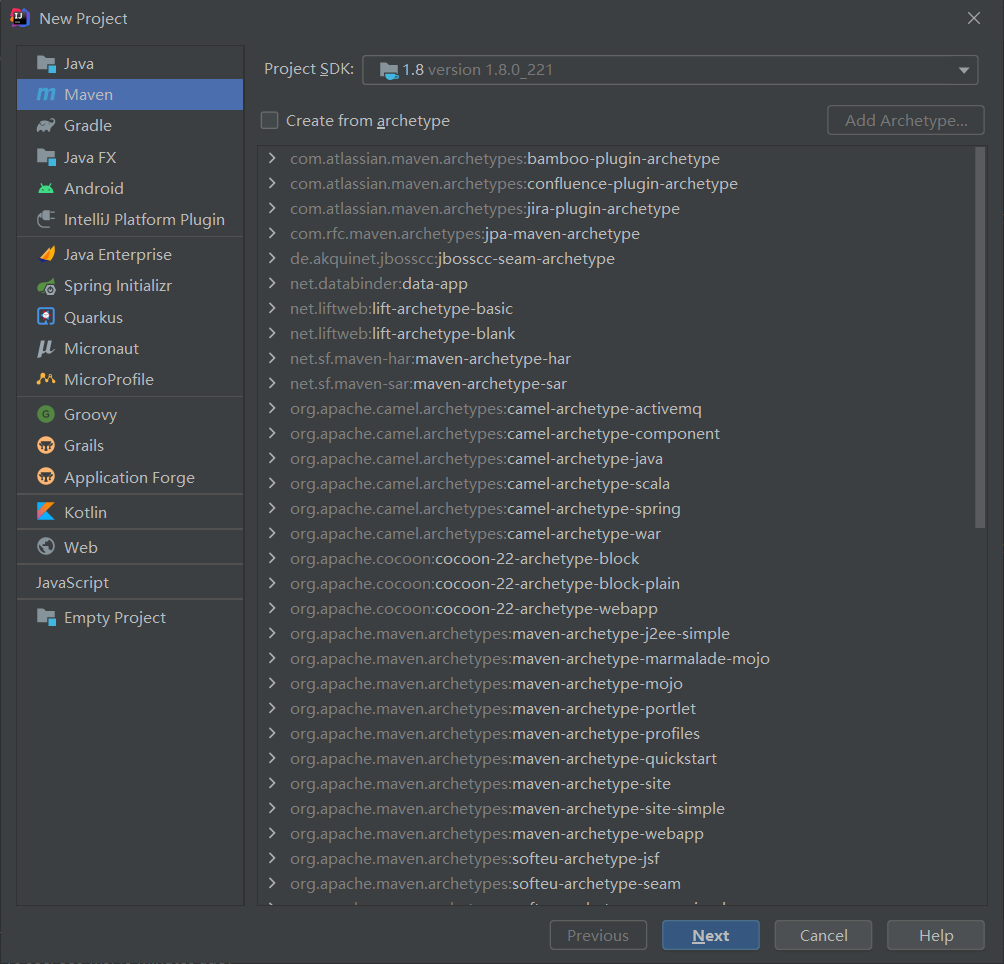 New Project
Java
Maven
Gradle
Java FX
Android
IntelliJ Platform Plugin
Java Enterprise
Spring Initializr
Quarkus
Micronaut
MicroProfile
Groovy
Grails
Application Forge
Kotlin
Web
JavaScript
Empty Project
Project SDK: 1.8 version 1.8.0_221
Create from archetype
Add Archetype...
com.atlassian.maven.archetypes:bamboo-plugin-archetype
com.atlassian.maven.archetypes:confluence-plugin-archetype
com.atlassian.maven.archetypes:jira-plugin-archetype
com.rfc.maven.archetypes:jpa-maven-archetype
de.akquinet.jbosscc:jbosscc-seam-archetype
net.databinder:data-app
net.liftweb:lift-archetype-basic
net.liftweb:lift-archetype-blank
net.sf.maven-har:maven-archetype-har
net.sf.maven-sar:maven-archetype-sar
org.apache.camel.archetypes:camel-archetype-activemq
org.apache.camel.archetypes:camel-archetype-component
org.apache.camel.archetypes:camel-archetype-java
org.apache.camel.archetypes:camel-archetype-scala
org.apache.camel.archetypes:camel-archetype-spring
org.apache.camel.archetypes:camel-archetype-war
org.apache.cocoon:cocoon-22-archetype-block
org.apache.cocoon:cocoon-22-archetype-block-plain
org.apache.cocoon:cocoon-22-archetype-webapp
org.apache.maven.archetypes:maven-archetype-j2ee-simple
org.apache.maven.archetypes:maven-archetype-marmalade-mojo
org.apache.maven.archetypes:maven-archetype-mojo
org.apache.maven.archetypes:maven-archetype-portlet
org.apache.maven.archetypes:maven-archetype-profiles
org.apache.maven.archetypes:maven-archetype-quickstart
org.apache.maven.archetypes:maven-archetype-site
org.apache.maven.archetypes:maven-archetype-site-simple
org.apache.maven.archetypes:maven-archetype-webapp
org.apache.maven.archetypes:softeu-archetype-jsf
org.apache.maven.archetypes:softeu-archetype-seam
Previous
Next
Cancel
Help